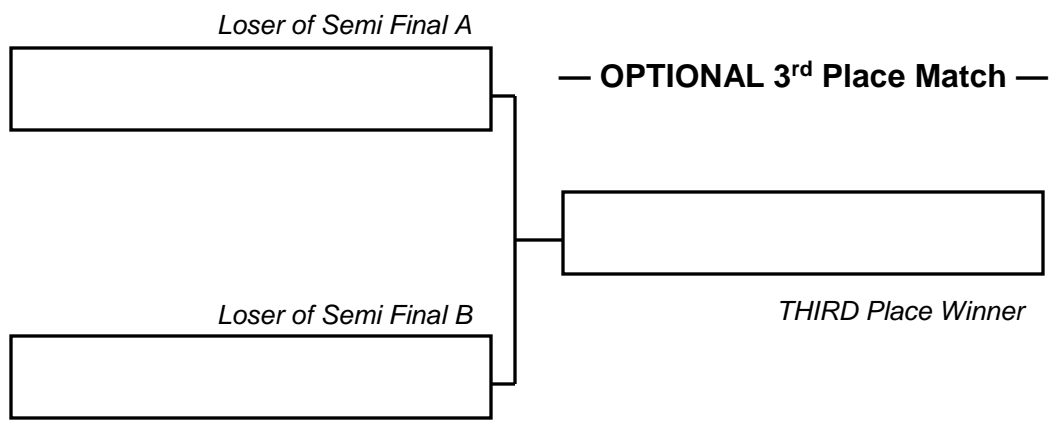 Loser of Semi Final A
— OPTIONAL 3rd Place Match —
Loser of Semi Final B
THIRD Place Winner